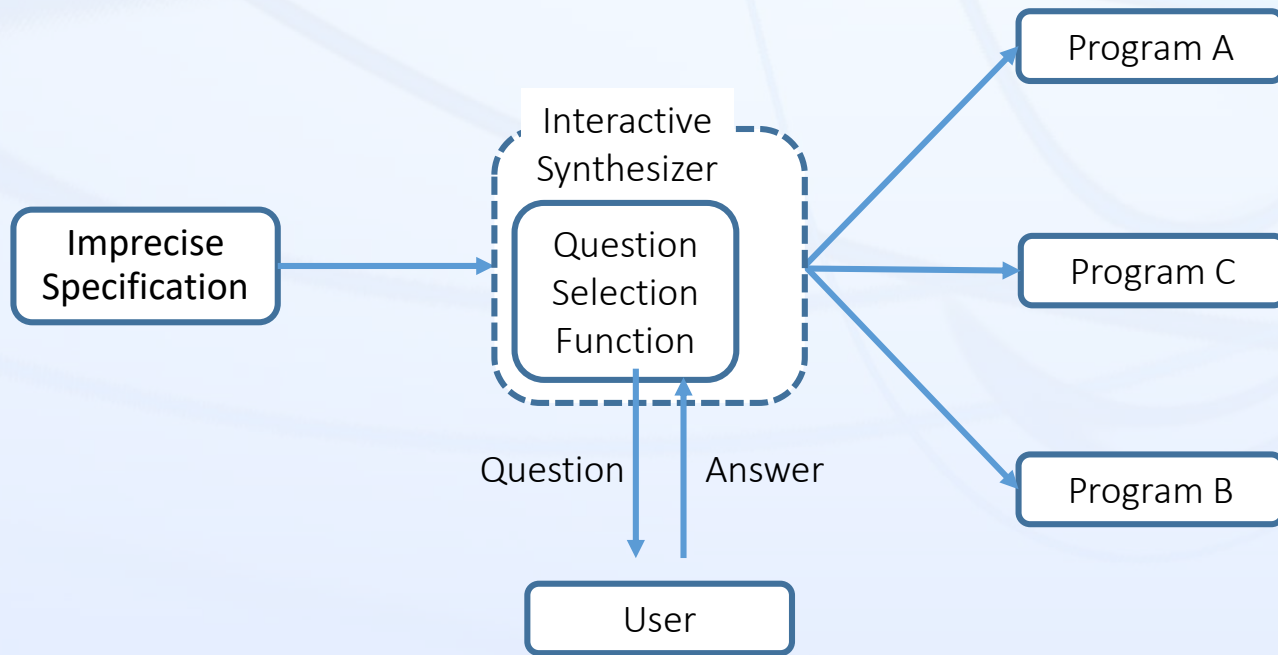 Program A
Interactive
Synthesizer
Imprecise
Specification
Question
Selection
Function
Program C
Question
Answer
Program B
User